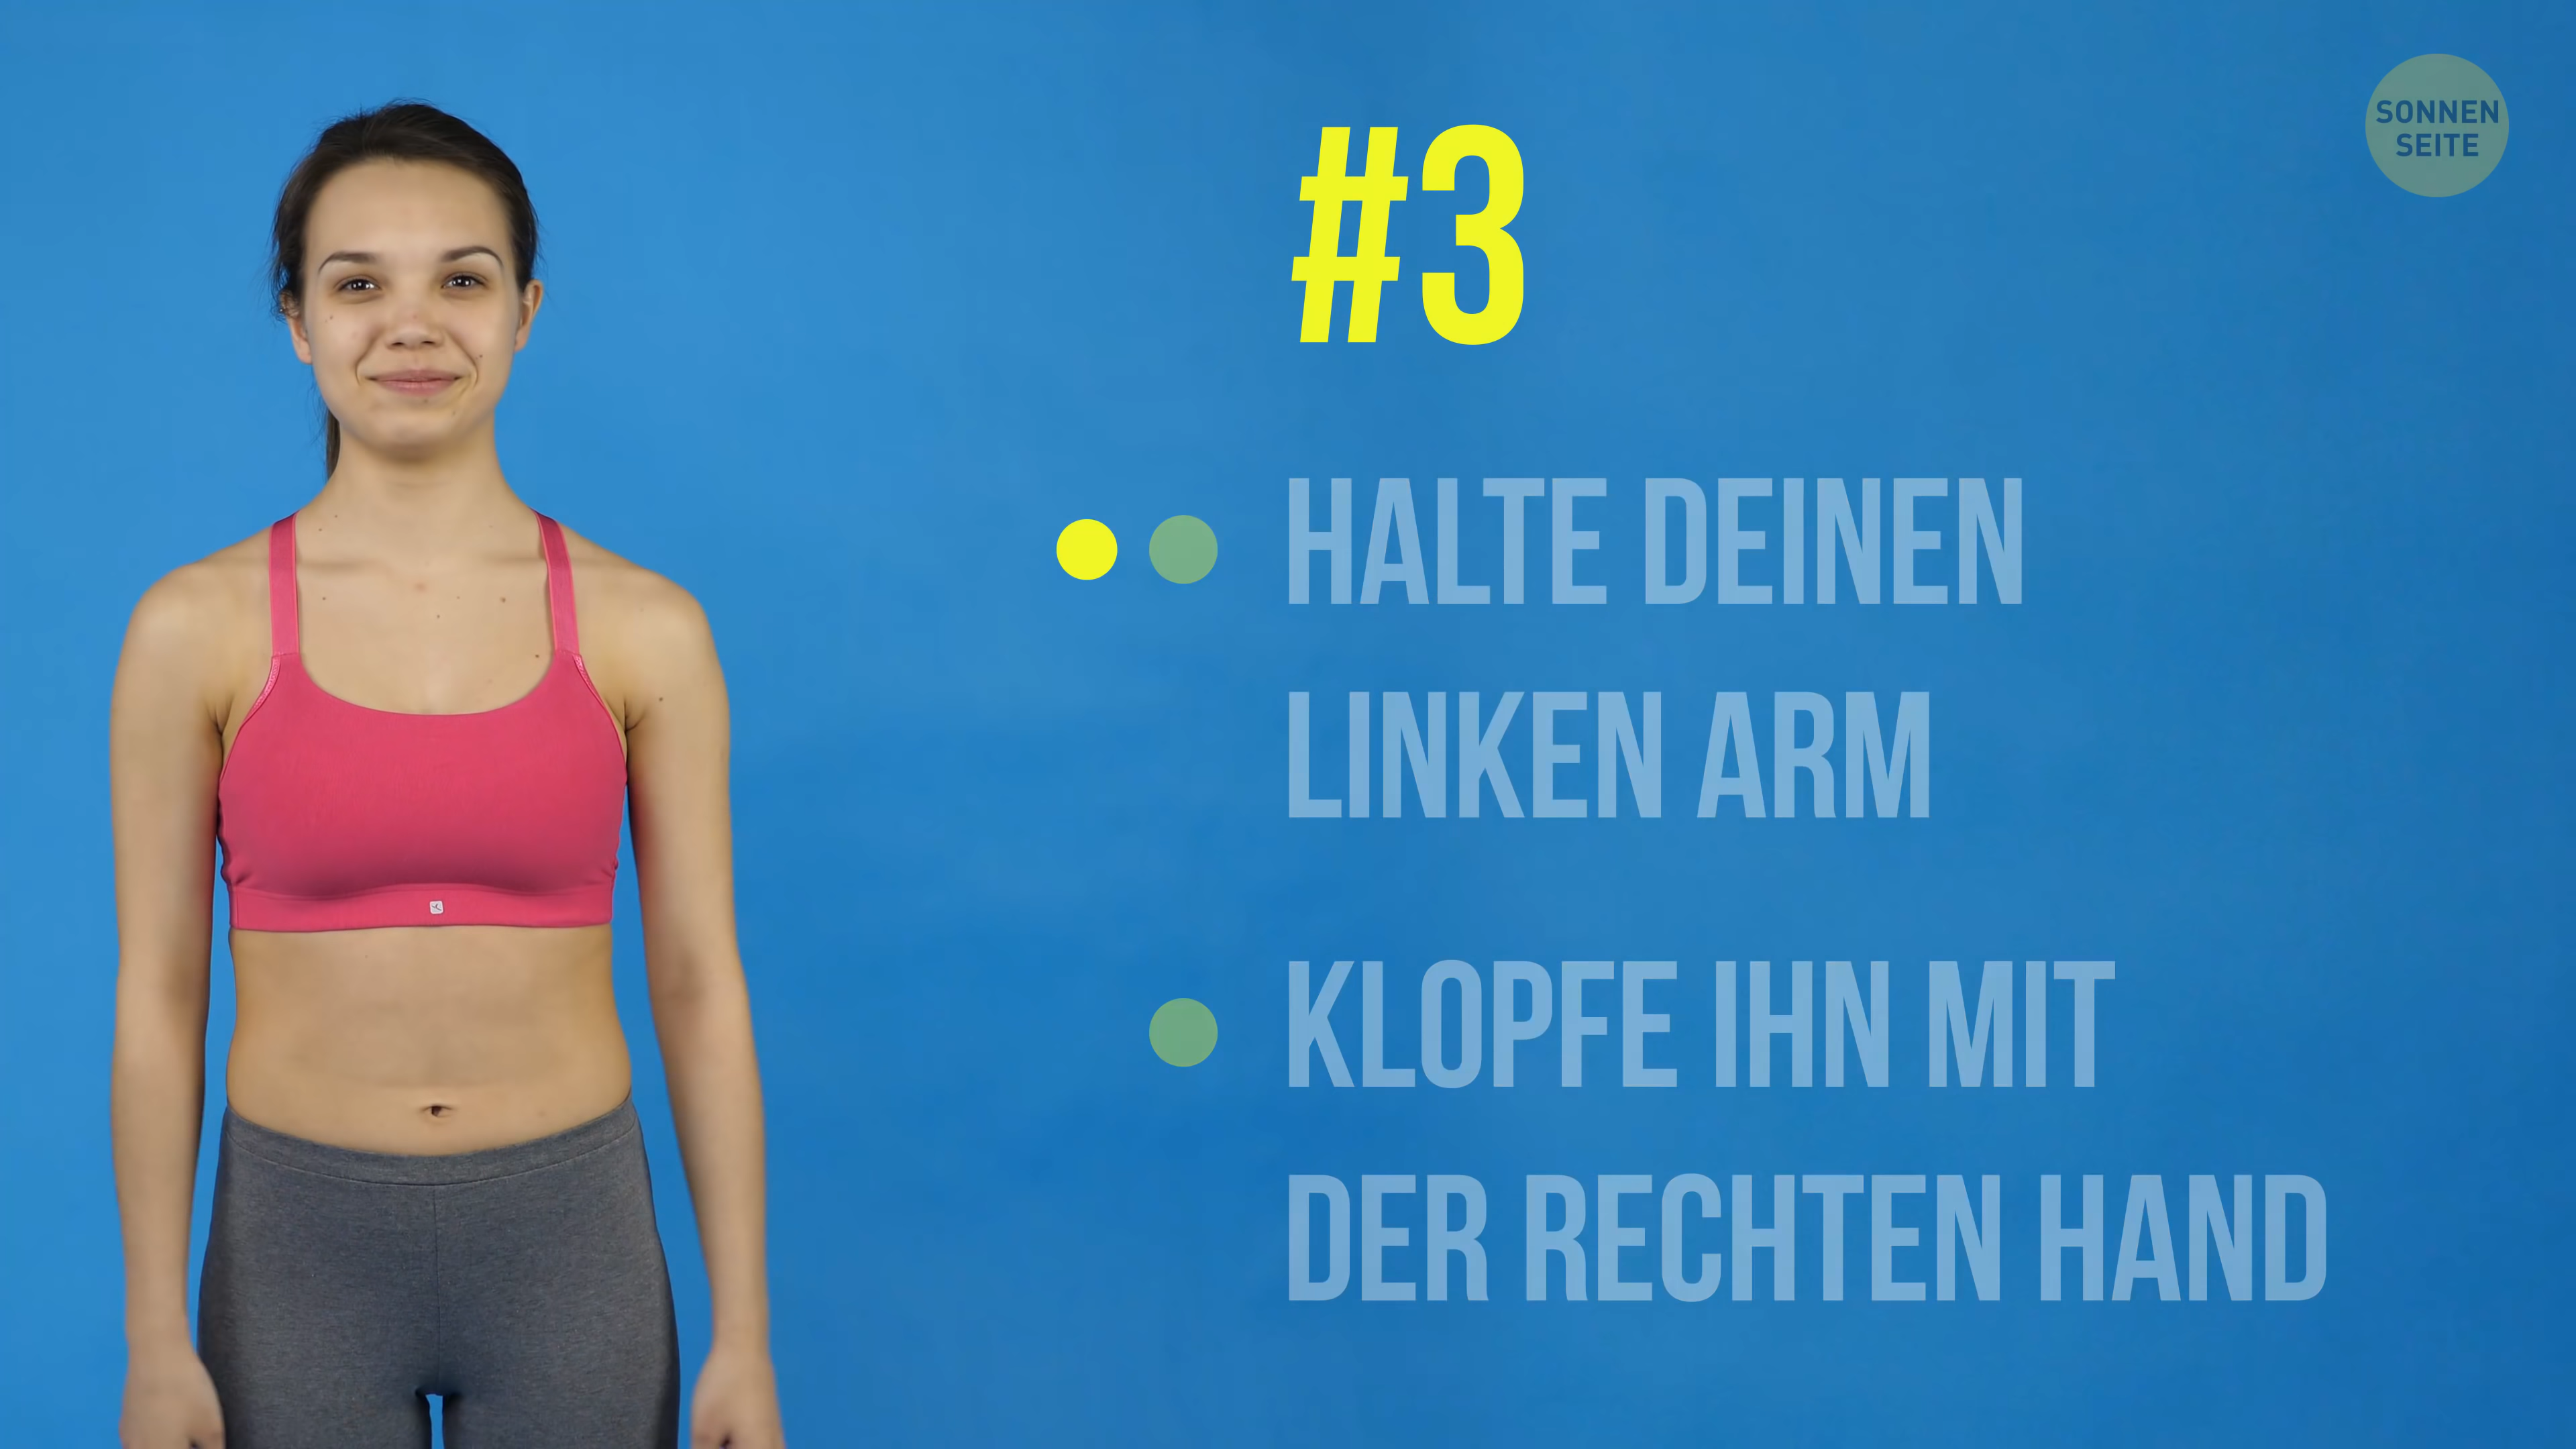 SONNEN
SEITE
#3
HALTE DEINEN
LINKEN ARM
KLOPFE IHN MIT
DER RECHTEN HAND